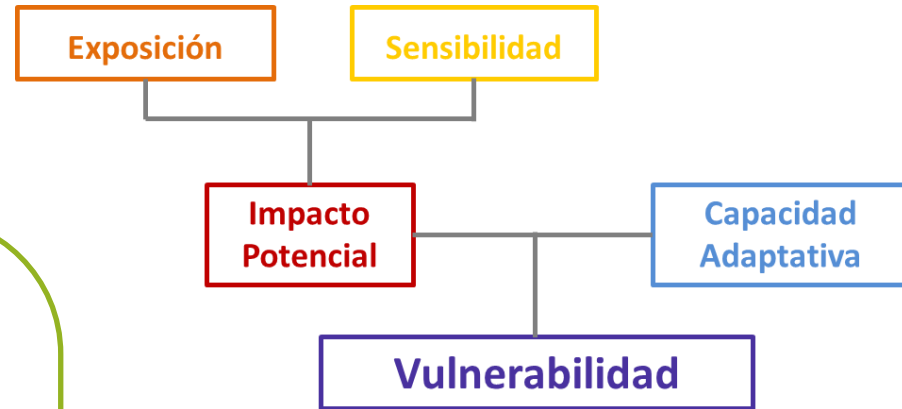 Exposición
Sensibilidad
Impacto
Potencial
Capacidad
Adaptativa
Vulnerabilidad